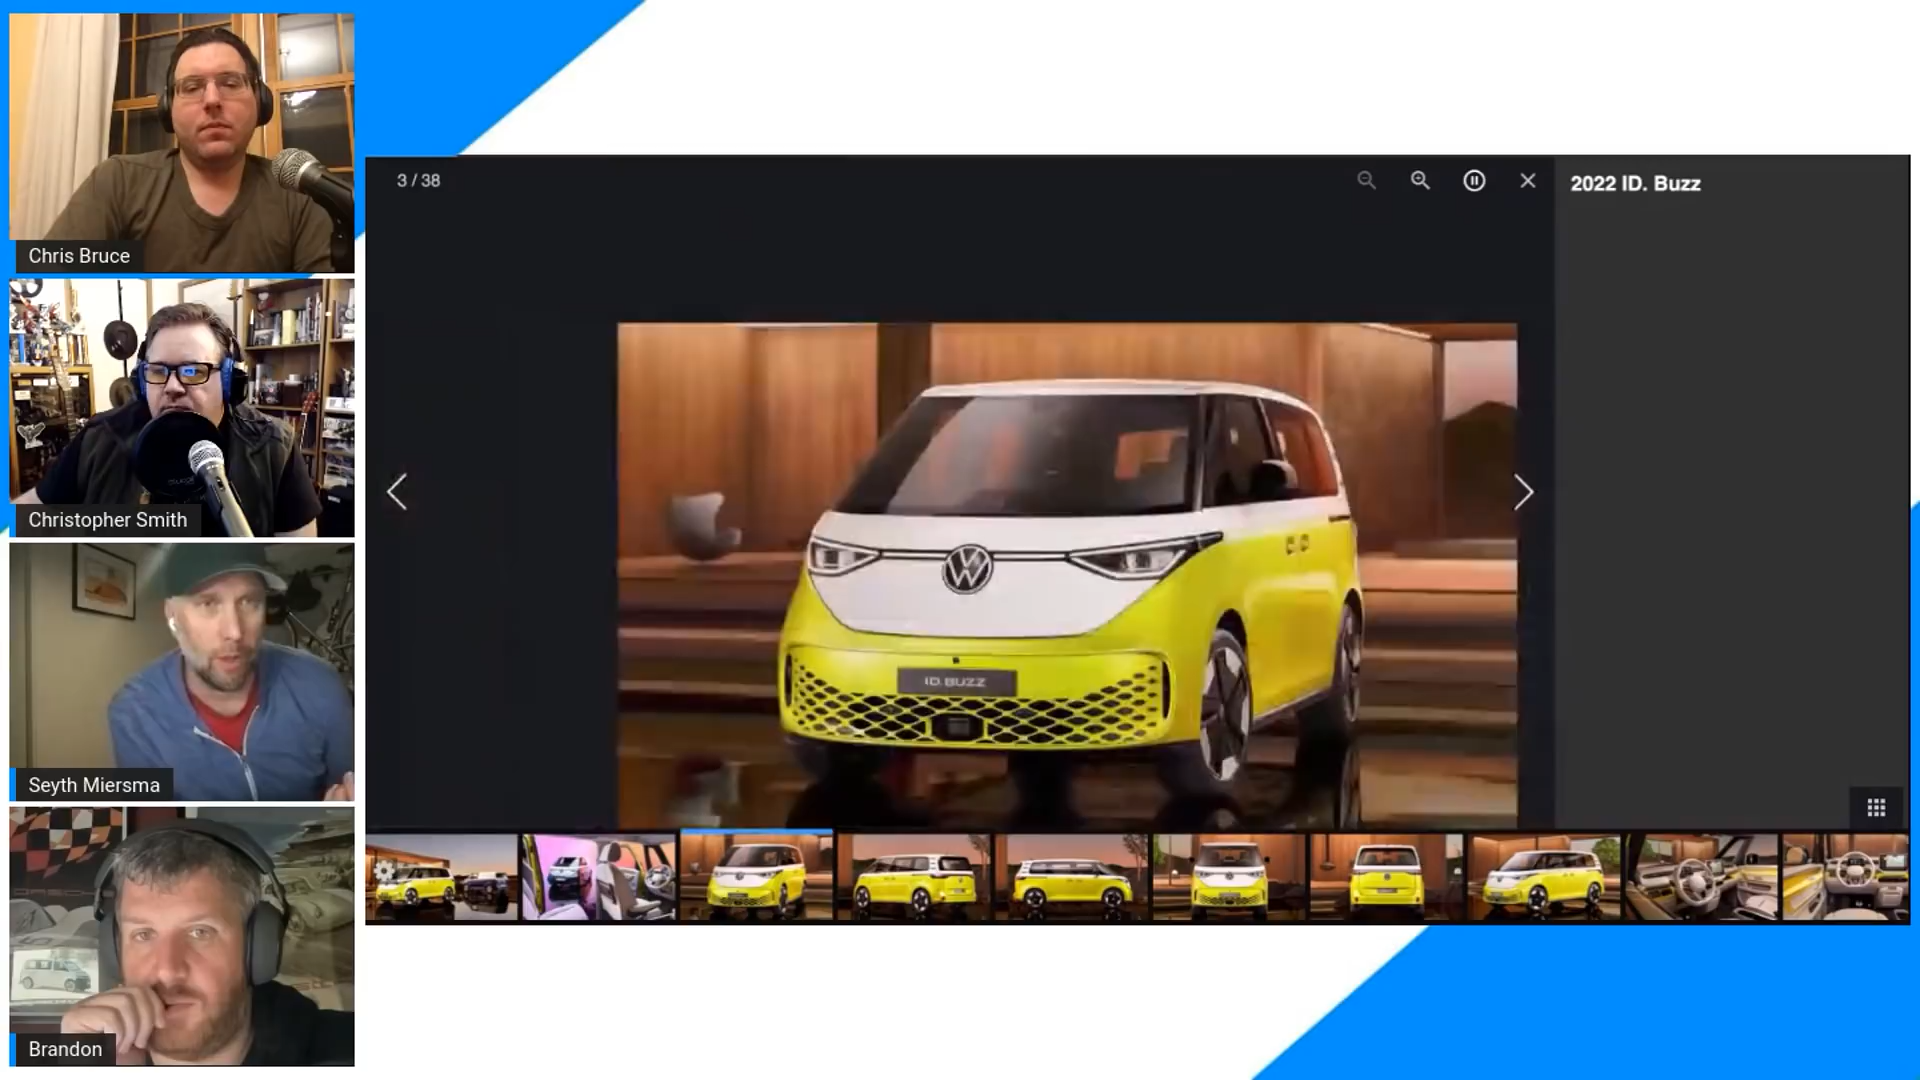 Chris Bruce
Christopher Smith
Seyth Miersma
Brandon
3 / 38
2022 ID. Buzz
ID. BUZZ